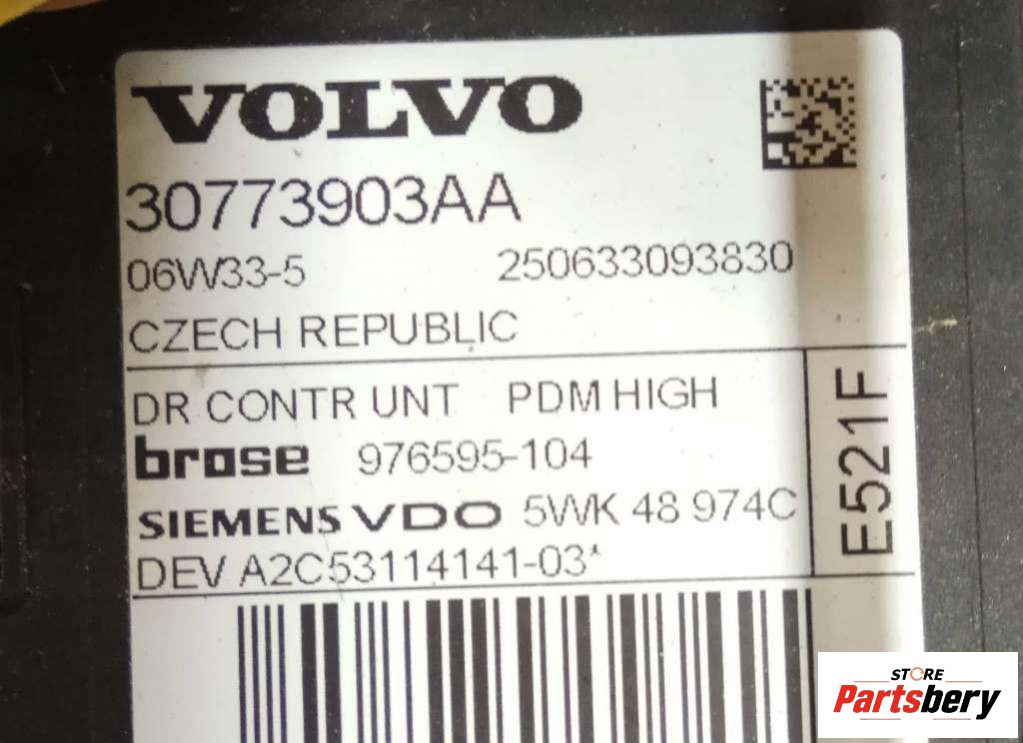 VOLVO
30773903AA
06W33-5 250633093830
CZECH REPUBLIC
DR CONTR UNT PDM HIGH
brose 976595-104
SIEMENS VDO 5WK 48 974C
DEV A2C53114141-03*
E521F
STORE
Partsbery